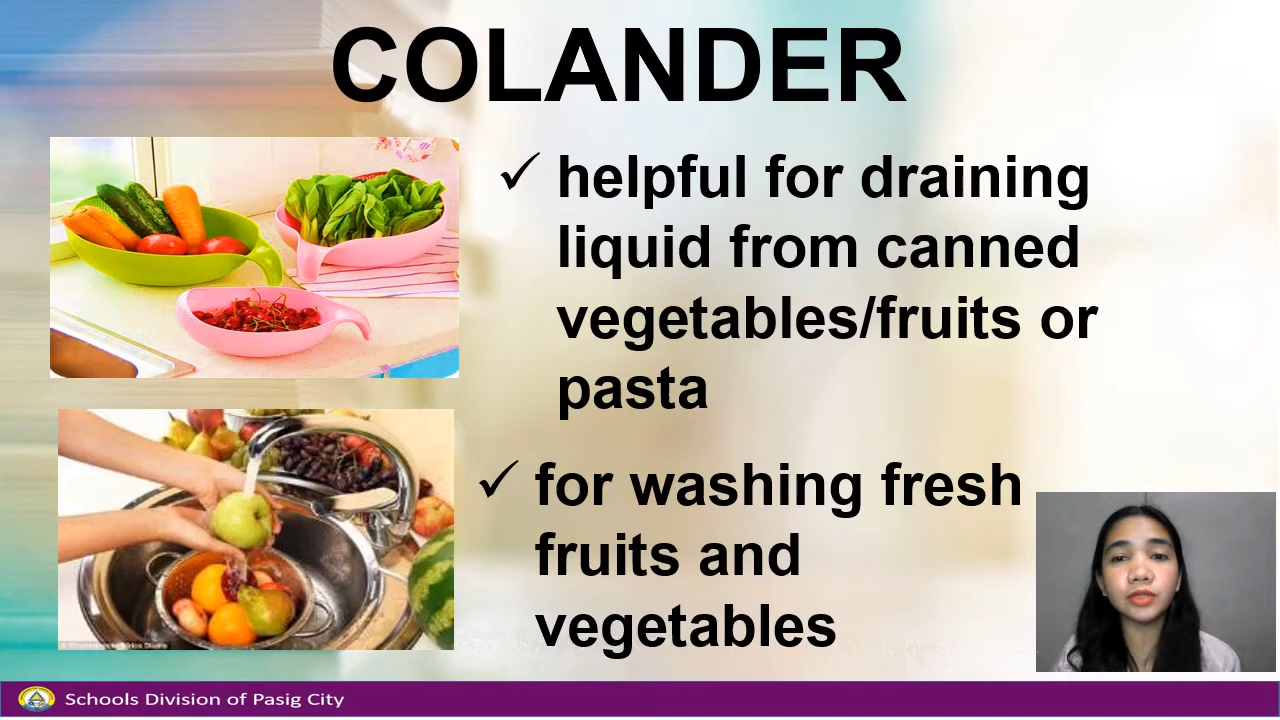 COLANDER
✓ helpful for draining
liquid from canned
vegetables/fruits or
pasta
✓ for washing fresh
fruits and
vegetables
Schools Division of Pasig City